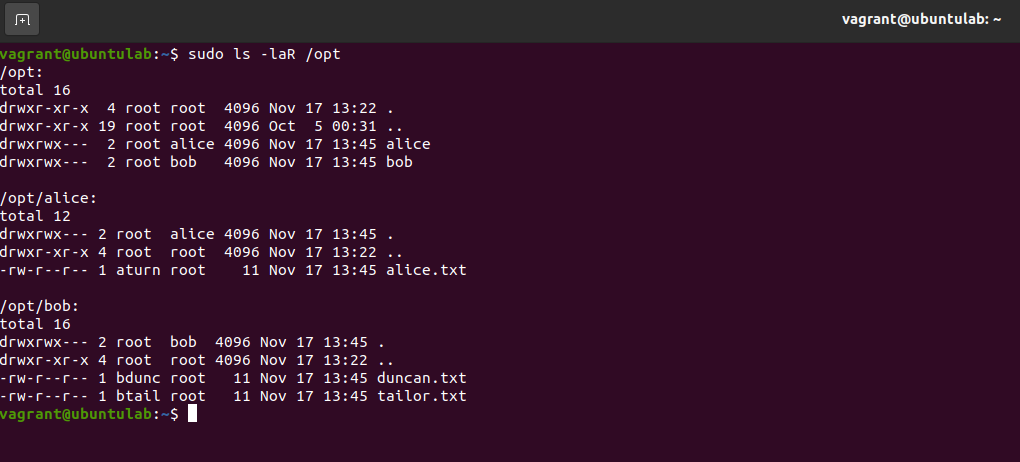 vagrant@ubuntulab: ~
vagrant@ubuntulab:~$ sudo ls -laR /opt
/opt:
total 16
drwxr-xr-x  4 root root  4096 Nov 17 13:22 .
drwxr-xr-x 19 root root  4096 Oct  5 00:31 ..
drwxrwx---  2 root alice 4096 Nov 17 13:45 alice
drwxrwx---  2 root bob   4096 Nov 17 13:45 bob

/opt/alice:
total 12
drwxrwx--- 2 root  alice 4096 Nov 17 13:45 .
drwxr-xr-x 4 root  root  4096 Nov 17 13:22 ..
-rw-r--r-- 1 aturn root    11 Nov 17 13:45 alice.txt

/opt/bob:
total 16
drwxrwx--- 2 root  bob  4096 Nov 17 13:45 .
drwxr-xr-x 4 root  root 4096 Nov 17 13:22 ..
-rw-r--r-- 1 bdunc root   11 Nov 17 13:45 duncan.txt
-rw-r--r-- 1 btail root   11 Nov 17 13:45 tailor.txt
vagrant@ubuntulab:~$